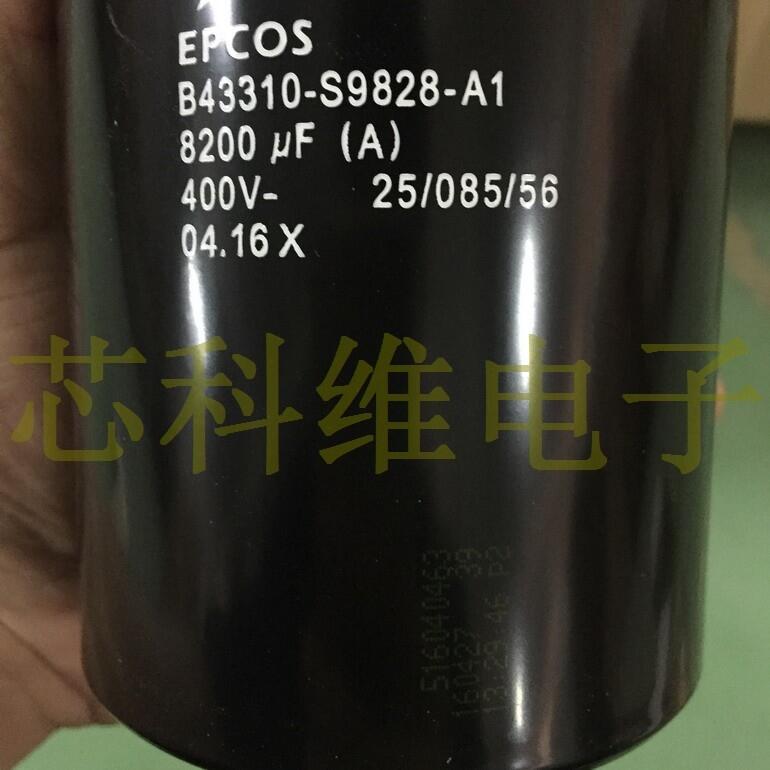 EPCOS
B43310-S9828-A1
8200 µF (A)
400V- 25/085/56
04.16 X
芯科维电子
516040463
160427 39
13:29:46 P2